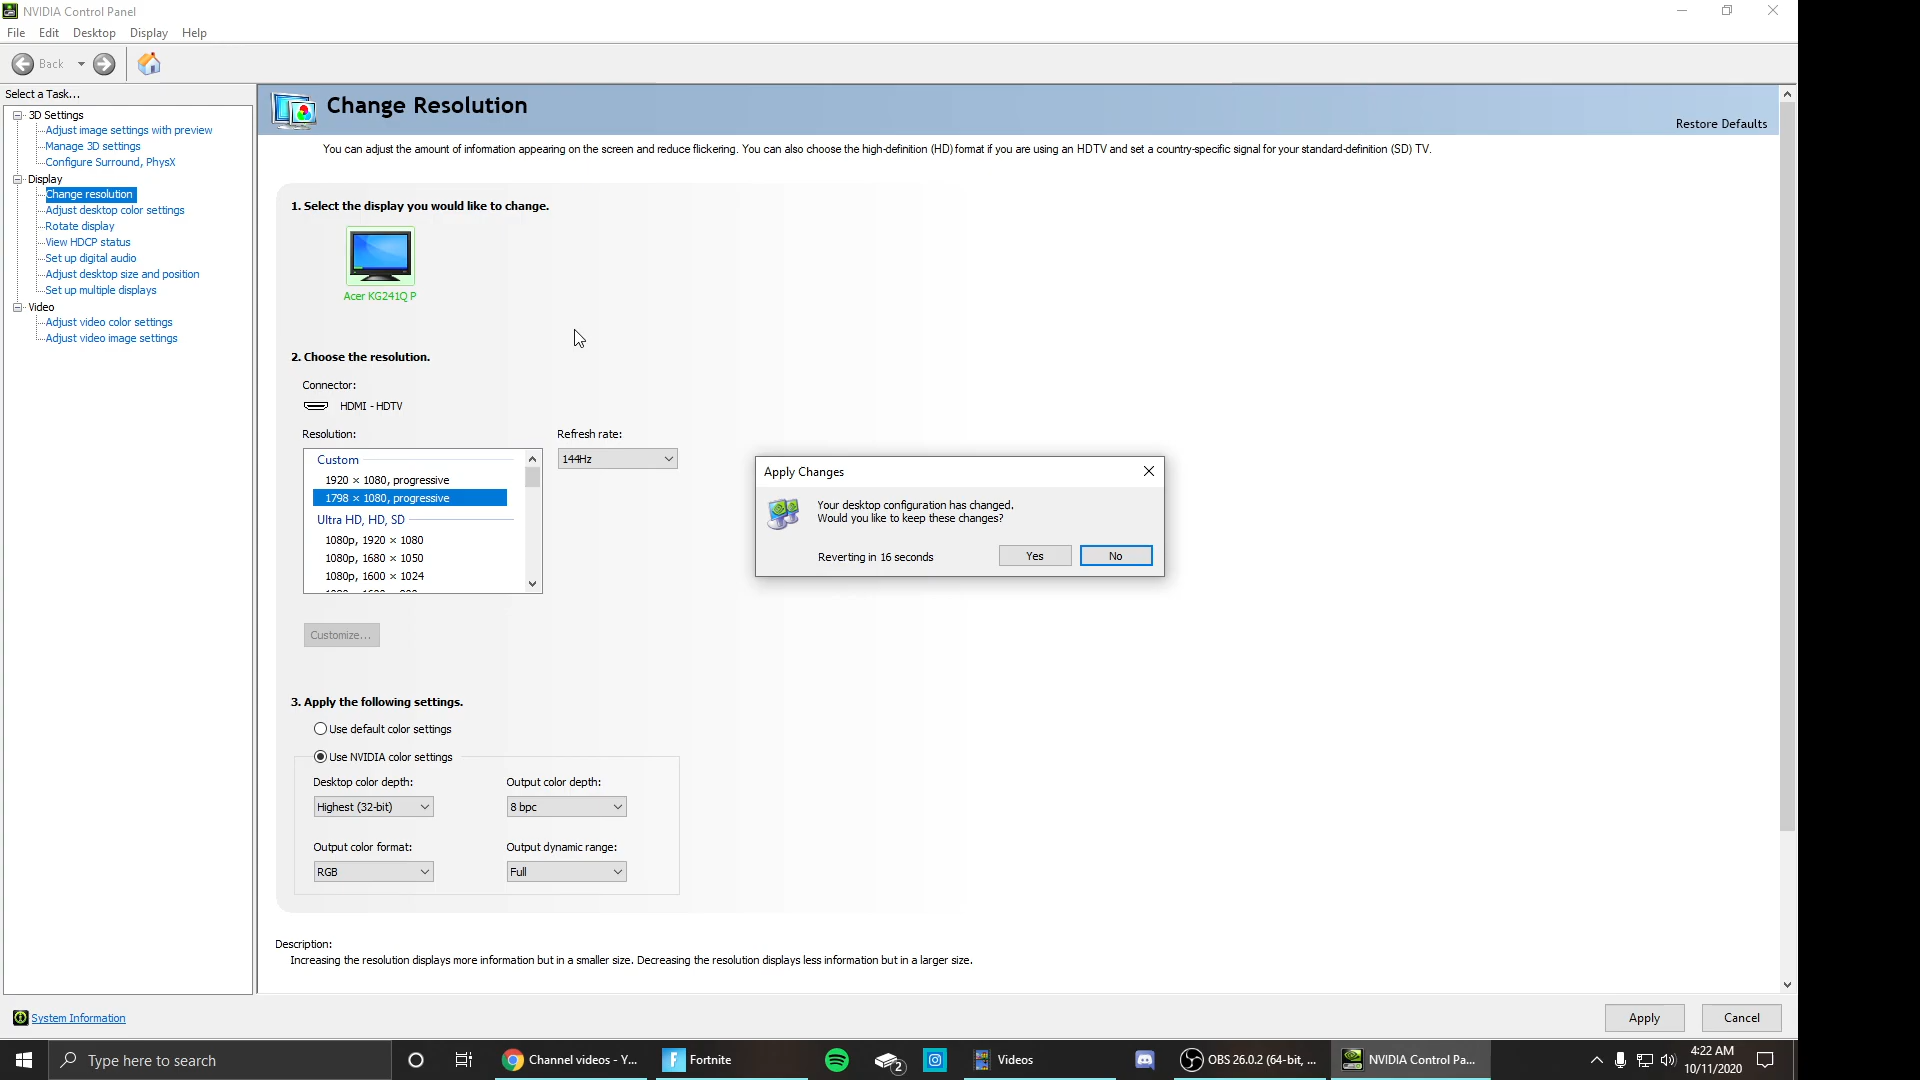 NVIDIA Control Panel
File Edit Desktop Display Help
Back
Select a Task...
3D Settings
Adjust image settings with preview
Manage 3D settings
Configure Surround, PhysX
Display
Change resolution
Adjust desktop color settings
Rotate display
View HDCP status
Set up digital audio
Adjust desktop size and position
Set up multiple displays
Video
Adjust video color settings
Adjust video image settings
Change Resolution
Restore Defaults
You can adjust the amount of information appearing on the screen and reduce flickering. You can also choose the high-definition (HD) format if you are using an HDTV and set a country-specific signal for your standard-definition (SD) TV.
1. Select the display you would like to change.
Acer KG241Q P
2. Choose the resolution.
Connector:
HDMI - HDTV
Resolution:
Refresh rate:
144Hz
Custom
1920 × 1080, progressive
1798 × 1080, progressive
Ultra HD, HD, SD
1080p, 1920 × 1080
1080p, 1680 × 1050
1080p, 1600 × 1024
Customize...
Apply Changes
Your desktop configuration has changed.
Would you like to keep these changes?
Reverting in 16 seconds
Yes
No
3. Apply the following settings.
Use default color settings
Use NVIDIA color settings
Desktop color depth:
Output color depth:
Highest (32-bit)
8 bpc
Output color format:
Output dynamic range:
RGB
Full
Description:
Increasing the resolution displays more information but in a smaller size. Decreasing the resolution displays less information but in a larger size.
System Information
Apply
Cancel
Type here to search
Channel videos - Y...
Fortnite
2
Videos
OBS 26.0.2 (64-bit, ...
NVIDIA Control Pa...
4:22 AM
10/11/2020